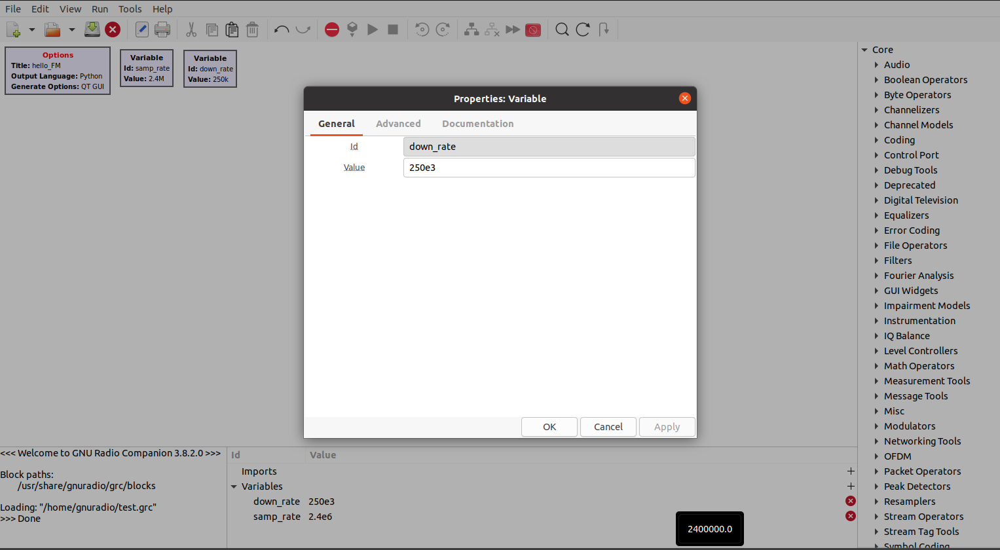 File Edit View Run Tools Help
Options
Title: hello_FM
Output Language: Python
Generate Options: QT GUI
Variable
Id: samp_rate
Value: 2.4M
Variable
Id: down_rate
Value: 250k
Properties: Variable
General Advanced Documentation
Id down_rate
Value 250e3
OK Cancel Apply
Core
Audio
Boolean Operators
Byte Operators
Channelizers
Channel Models
Coding
Control Port
Debug Tools
Deprecated
Digital Television
Equalizers
Error Coding
File Operators
Filters
Fourier Analysis
GUI Widgets
Impairment Models
Instrumentation
IQ Balance
Level Controllers
Math Operators
Measurement Tools
Message Tools
Misc
Modulators
Networking Tools
OFDM
Packet Operators
Peak Detectors
Resamplers
Stream Operators
Stream Tag Tools
Symbol Coding
<<< Welcome to GNU Radio Companion 3.8.2.0 >>>
Block paths:
/usr/share/gnuradio/grc/blocks
Loading: "/home/gnuradio/test.grc"
>>> Done
Id Value
Imports
Variables
down_rate 250e3
samp_rate 2.4e6
2400000.0